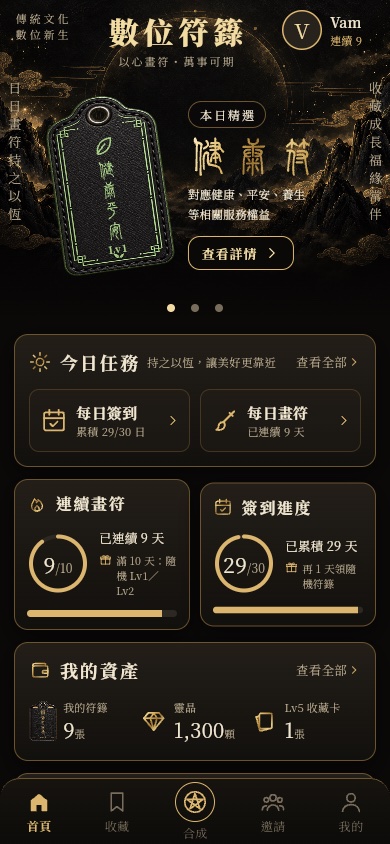 傳統文化
數位新生
數位符籙
以心畫符・萬事可期
V
Vam
連續 9
日日畫符持之以恆
收藏招福緣源伴
健康平安
Lv1
本日精選
健康符
對應健康、平安、養生
等相關服務權益
查看詳情
今日任務
持之以恆，讓美好更靠近
查看全部
每日簽到
累積 29/30 日
每日畫符
已連續 9 天
連續畫符
9/10
已連續 9 天
滿 10 天：隨
機 Lv1／
Lv2
簽到進度
29/30
已累積 29 天
再 1 天領隨
機符籙
我的資產
查看全部
我的符籙
9張
靈品
1,300顆
Lv5 收藏卡
1張
首頁
收藏
合成
邀請
我的